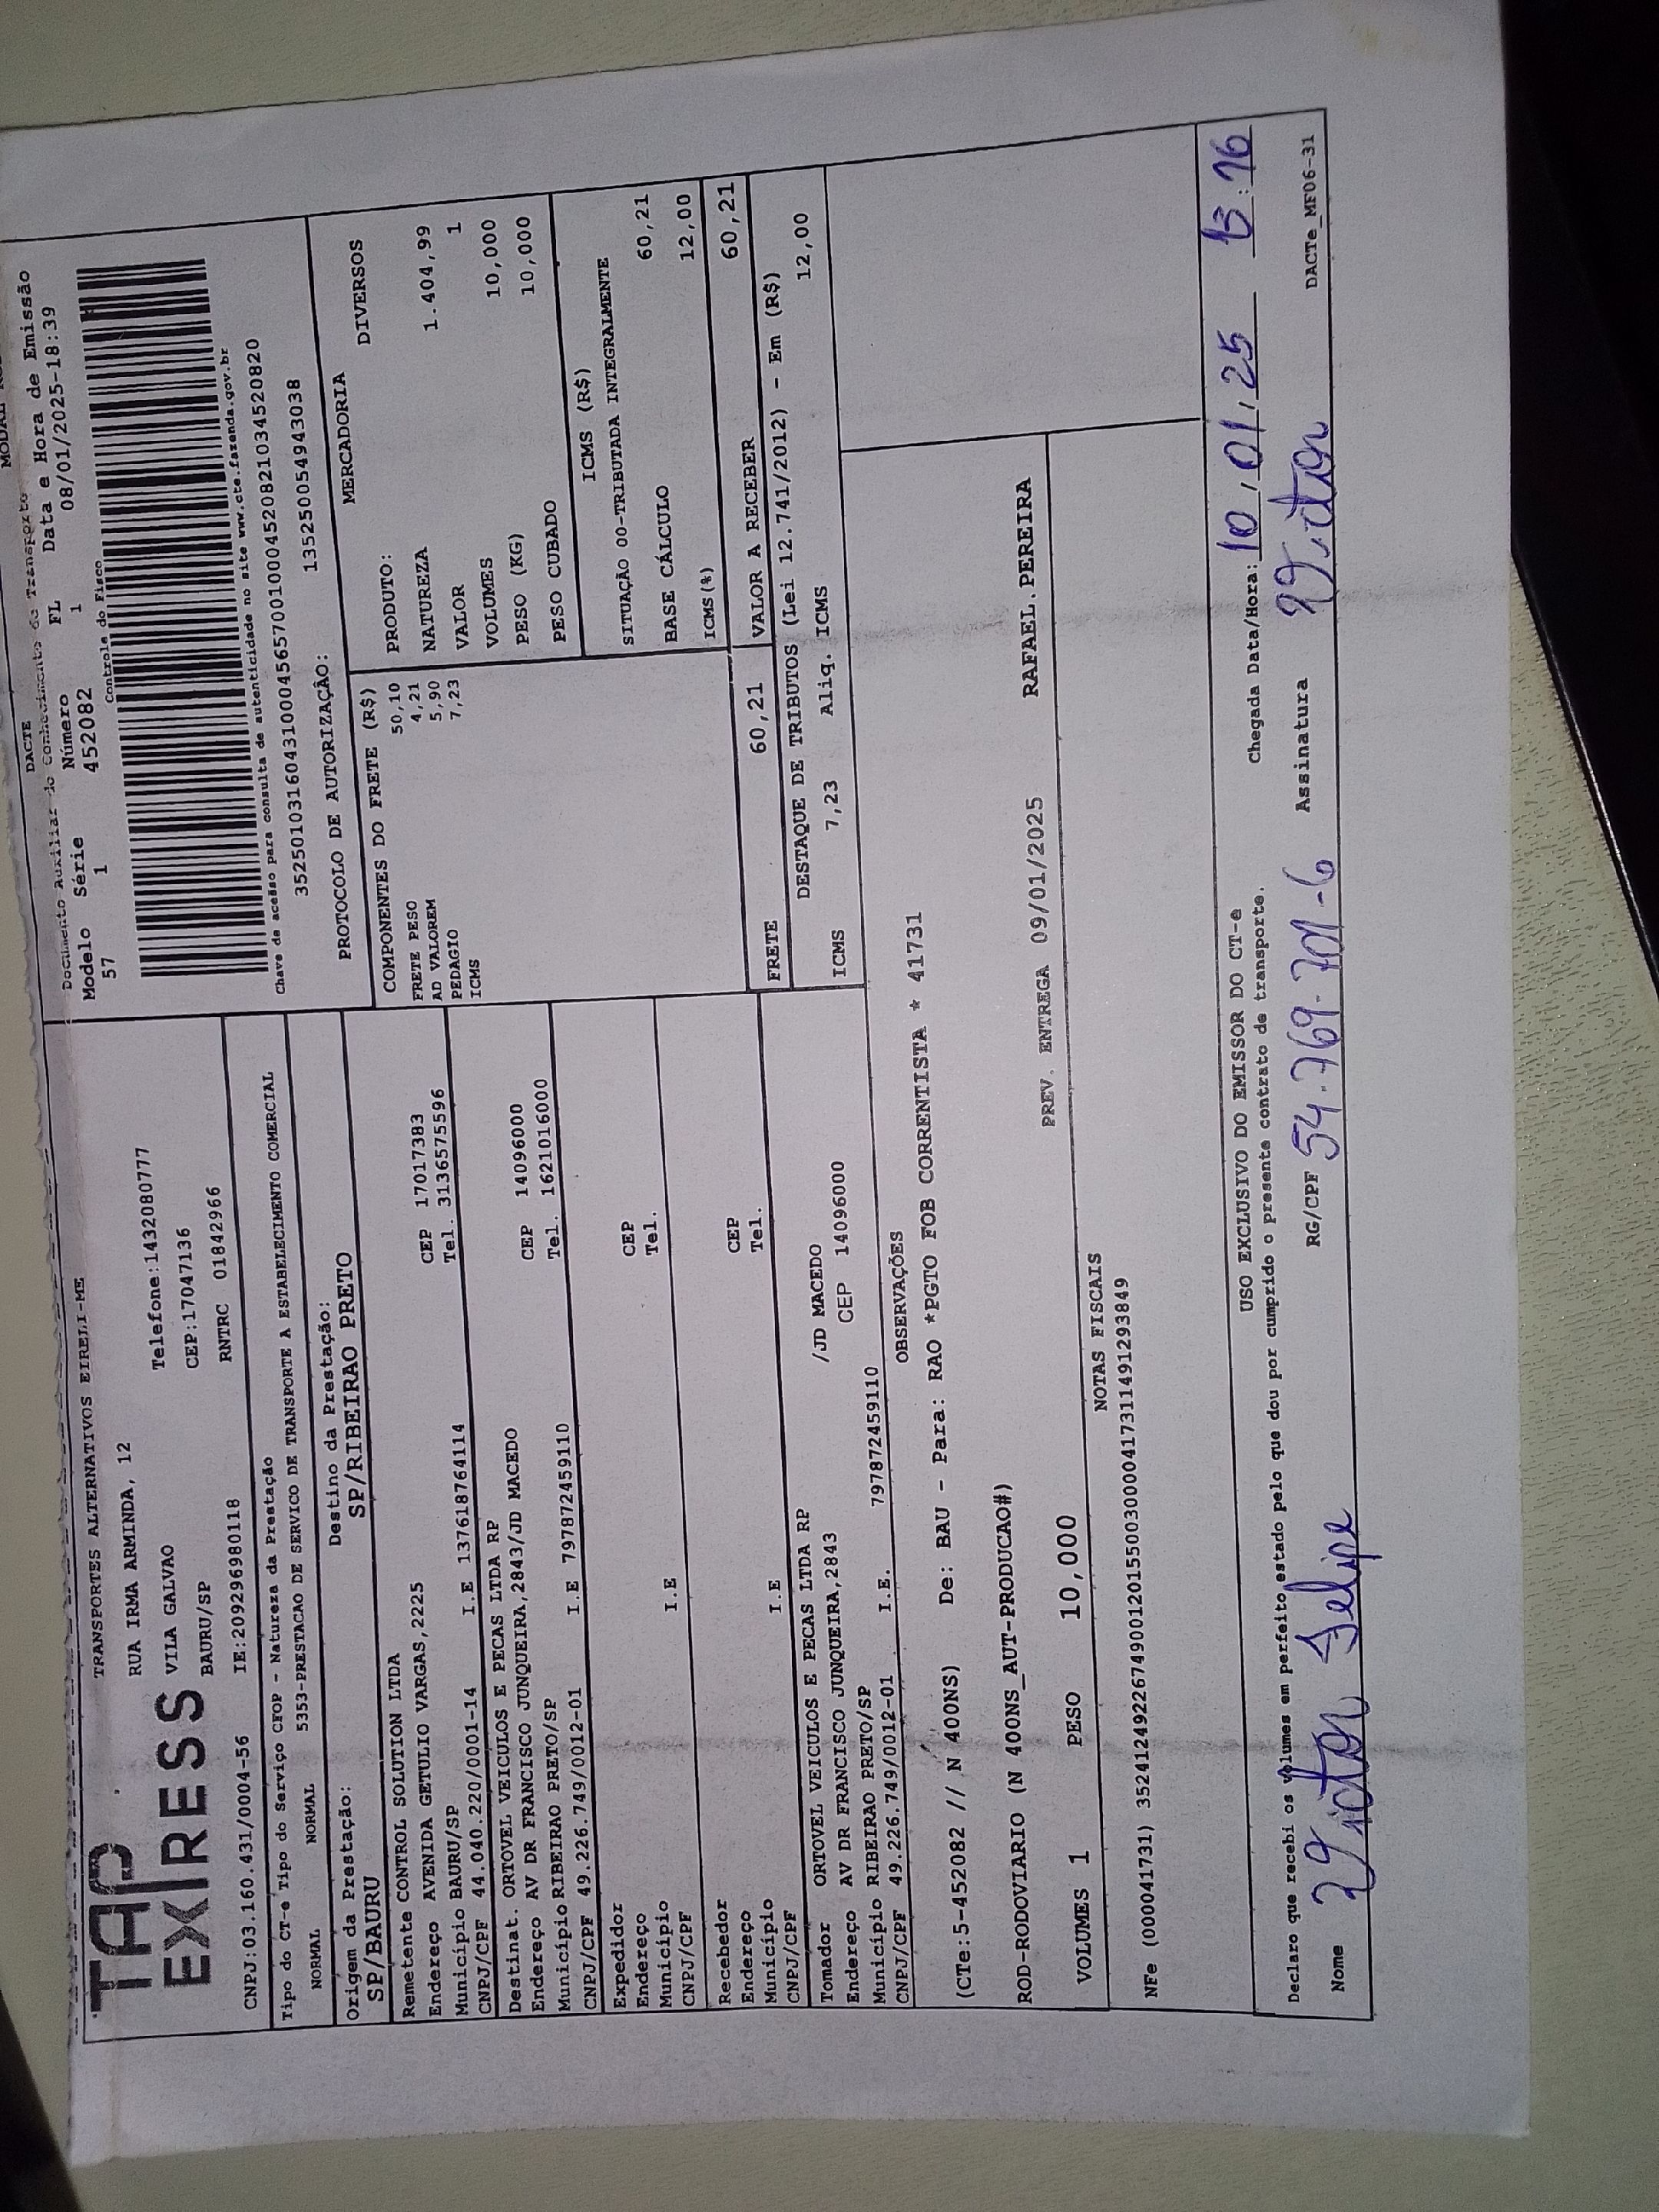 TAP
EXPRESS
TRANSPORTES ALTERNATIVOS EIRELI-ME
RUA IRMA ARMINDA, 12
VILA GALVAO
BAURU/SP
Telefone:1432080777
CEP:17047136
RNTRC 01842966
CNPJ:03.160.431/0004-56 IE:209296980118
DACTE
Documento Auxiliar do Conhecimento de Transporte
Modelo Série Número FL Data e Hora de Emissão
57 1 452082 1 08/01/2025-18:39
Controle do Fisco
Chave de acesso para consulta de autenticidade no site www.cte.fazenda.gov.br
35250103160431000456570010004520821034520820
PROTOCOLO DE AUTORIZAÇÃO: 135250054943038
Tipo do CT-e Tipo do Serviço CFOP - Natureza da Prestação
NORMAL NORMAL 5353-PRESTACAO DE SERVICO DE TRANSPORTE A ESTABELECIMENTO COMERCIAL
Origem da Prestação: Destino da Prestação:
SP/BAURU SP/RIBEIRAO PRETO
Remetente CONTROL SOLUTION LTDA
Endereço AVENIDA GETULIO VARGAS,2225 CEP 17017383
Município BAURU/SP Tel. 3136575596
CNPJ/CPF 44.040.220/0001-14 I.E 137618764114
Destinat. ORTOVEL VEICULOS E PECAS LTDA RP
Endereço AV DR FRANCISCO JUNQUEIRA,2843/JD MACEDO CEP 14096000
Município RIBEIRAO PRETO/SP Tel. 1621016000
CNPJ/CPF 49.226.749/0012-01 I.E 797872459110
Expedidor
Endereço CEP
Município Tel.
CNPJ/CPF I.E
Recebedor
Endereço CEP
Município Tel.
CNPJ/CPF I.E
Tomador ORTOVEL VEICULOS E PECAS LTDA RP
Endereço AV DR FRANCISCO JUNQUEIRA,2843 /JD MACEDO
Município RIBEIRAO PRETO/SP CEP 14096000
CNPJ/CPF 49.226.749/0012-01 I.E. 797872459110
COMPONENTES DO FRETE (R$)
FRETE PESO 50,10
AD VALOREM 4,21
PEDAGIO 5,90
ICMS 7,23
MERCADORIA
PRODUTO: DIVERSOS
NATUREZA
VALOR 1.404,99
VOLUMES 1
PESO (KG) 10,000
PESO CUBADO 10,000
ICMS (R$)
SITUAÇÃO 00-TRIBUTADA INTEGRALMENTE
BASE CÁLCULO 60,21
ICMS(%) 12,00
FRETE 60,21 VALOR A RECEBER 60,21
DESTAQUE DE TRIBUTOS (Lei 12.741/2012) - Em (R$)
ICMS 7,23 Aliq. ICMS 12,00
OBSERVAÇÕES
(CTe:5-452082 // N 400NS) De: BAU - Para: RAO *PGTO FOB CORRENTISTA * 41731
ROD-RODOVIARIO (N 400NS_AUT-PRODUCAO#)
PREV. ENTREGA 09/01/2025 RAFAEL.PEREIRA
VOLUMES 1 PESO 10,000
NOTAS FISCAIS
NFe (000041731) 35241249226749001201550030000417311491293849
USO EXCLUSIVO DO EMISSOR DO CT-e
Declaro que recebi os volumes em perfeito estado pelo que dou por cumprido o presente contrato de transporte. Chegada Data/Hora: 10/01/25 13:16
Nome Victor Felipe RG/CPF 54.769.701-6 Assinatura Victor
DACTe_MF06-31